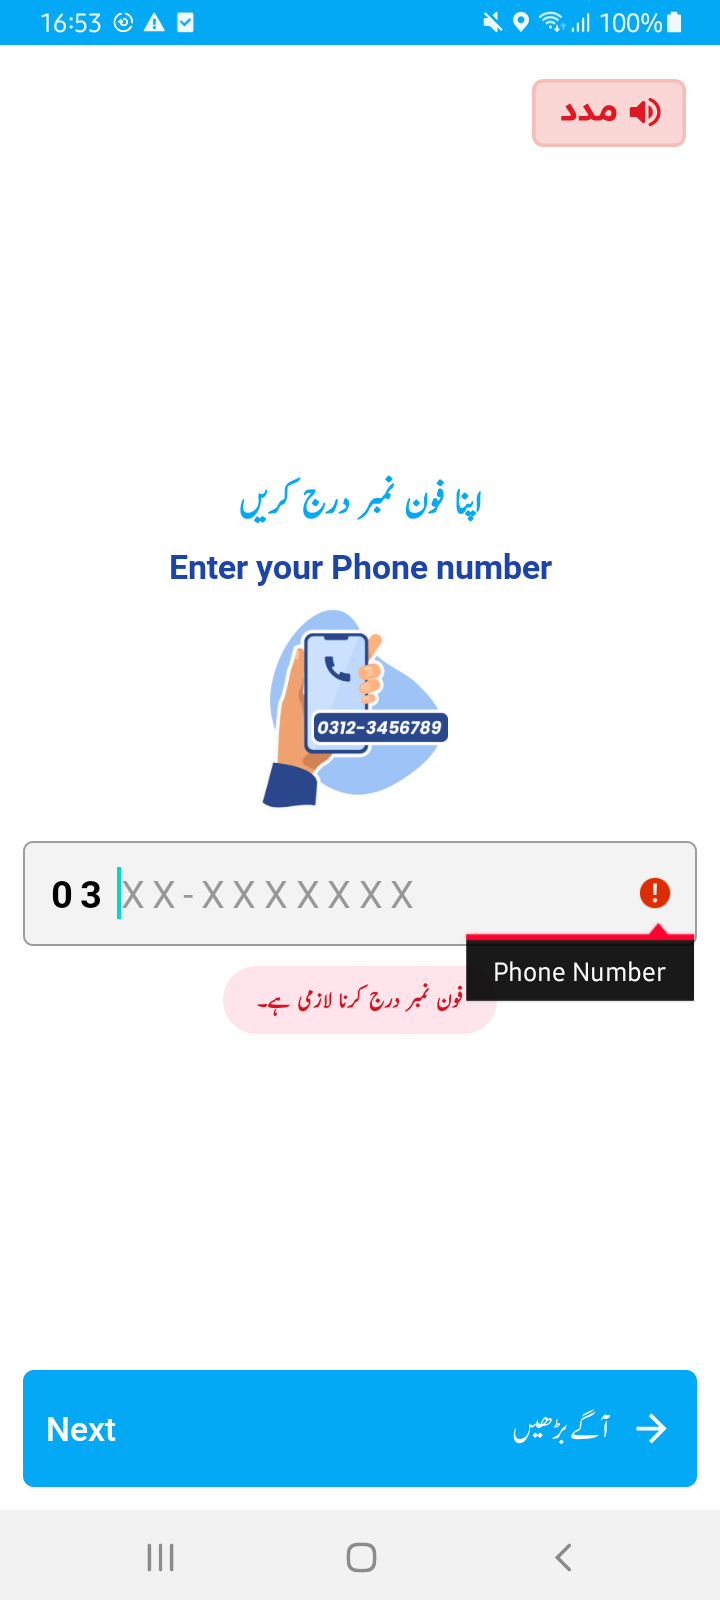 16:53 100%
مدد
اپنا فون نمبر درج کریں
Enter your Phone number
0312-3456789
03 XX-XXXXXXX
Phone Number
فون نمبر درج کرنا لازمی ہے۔
Next آگے بڑھیں